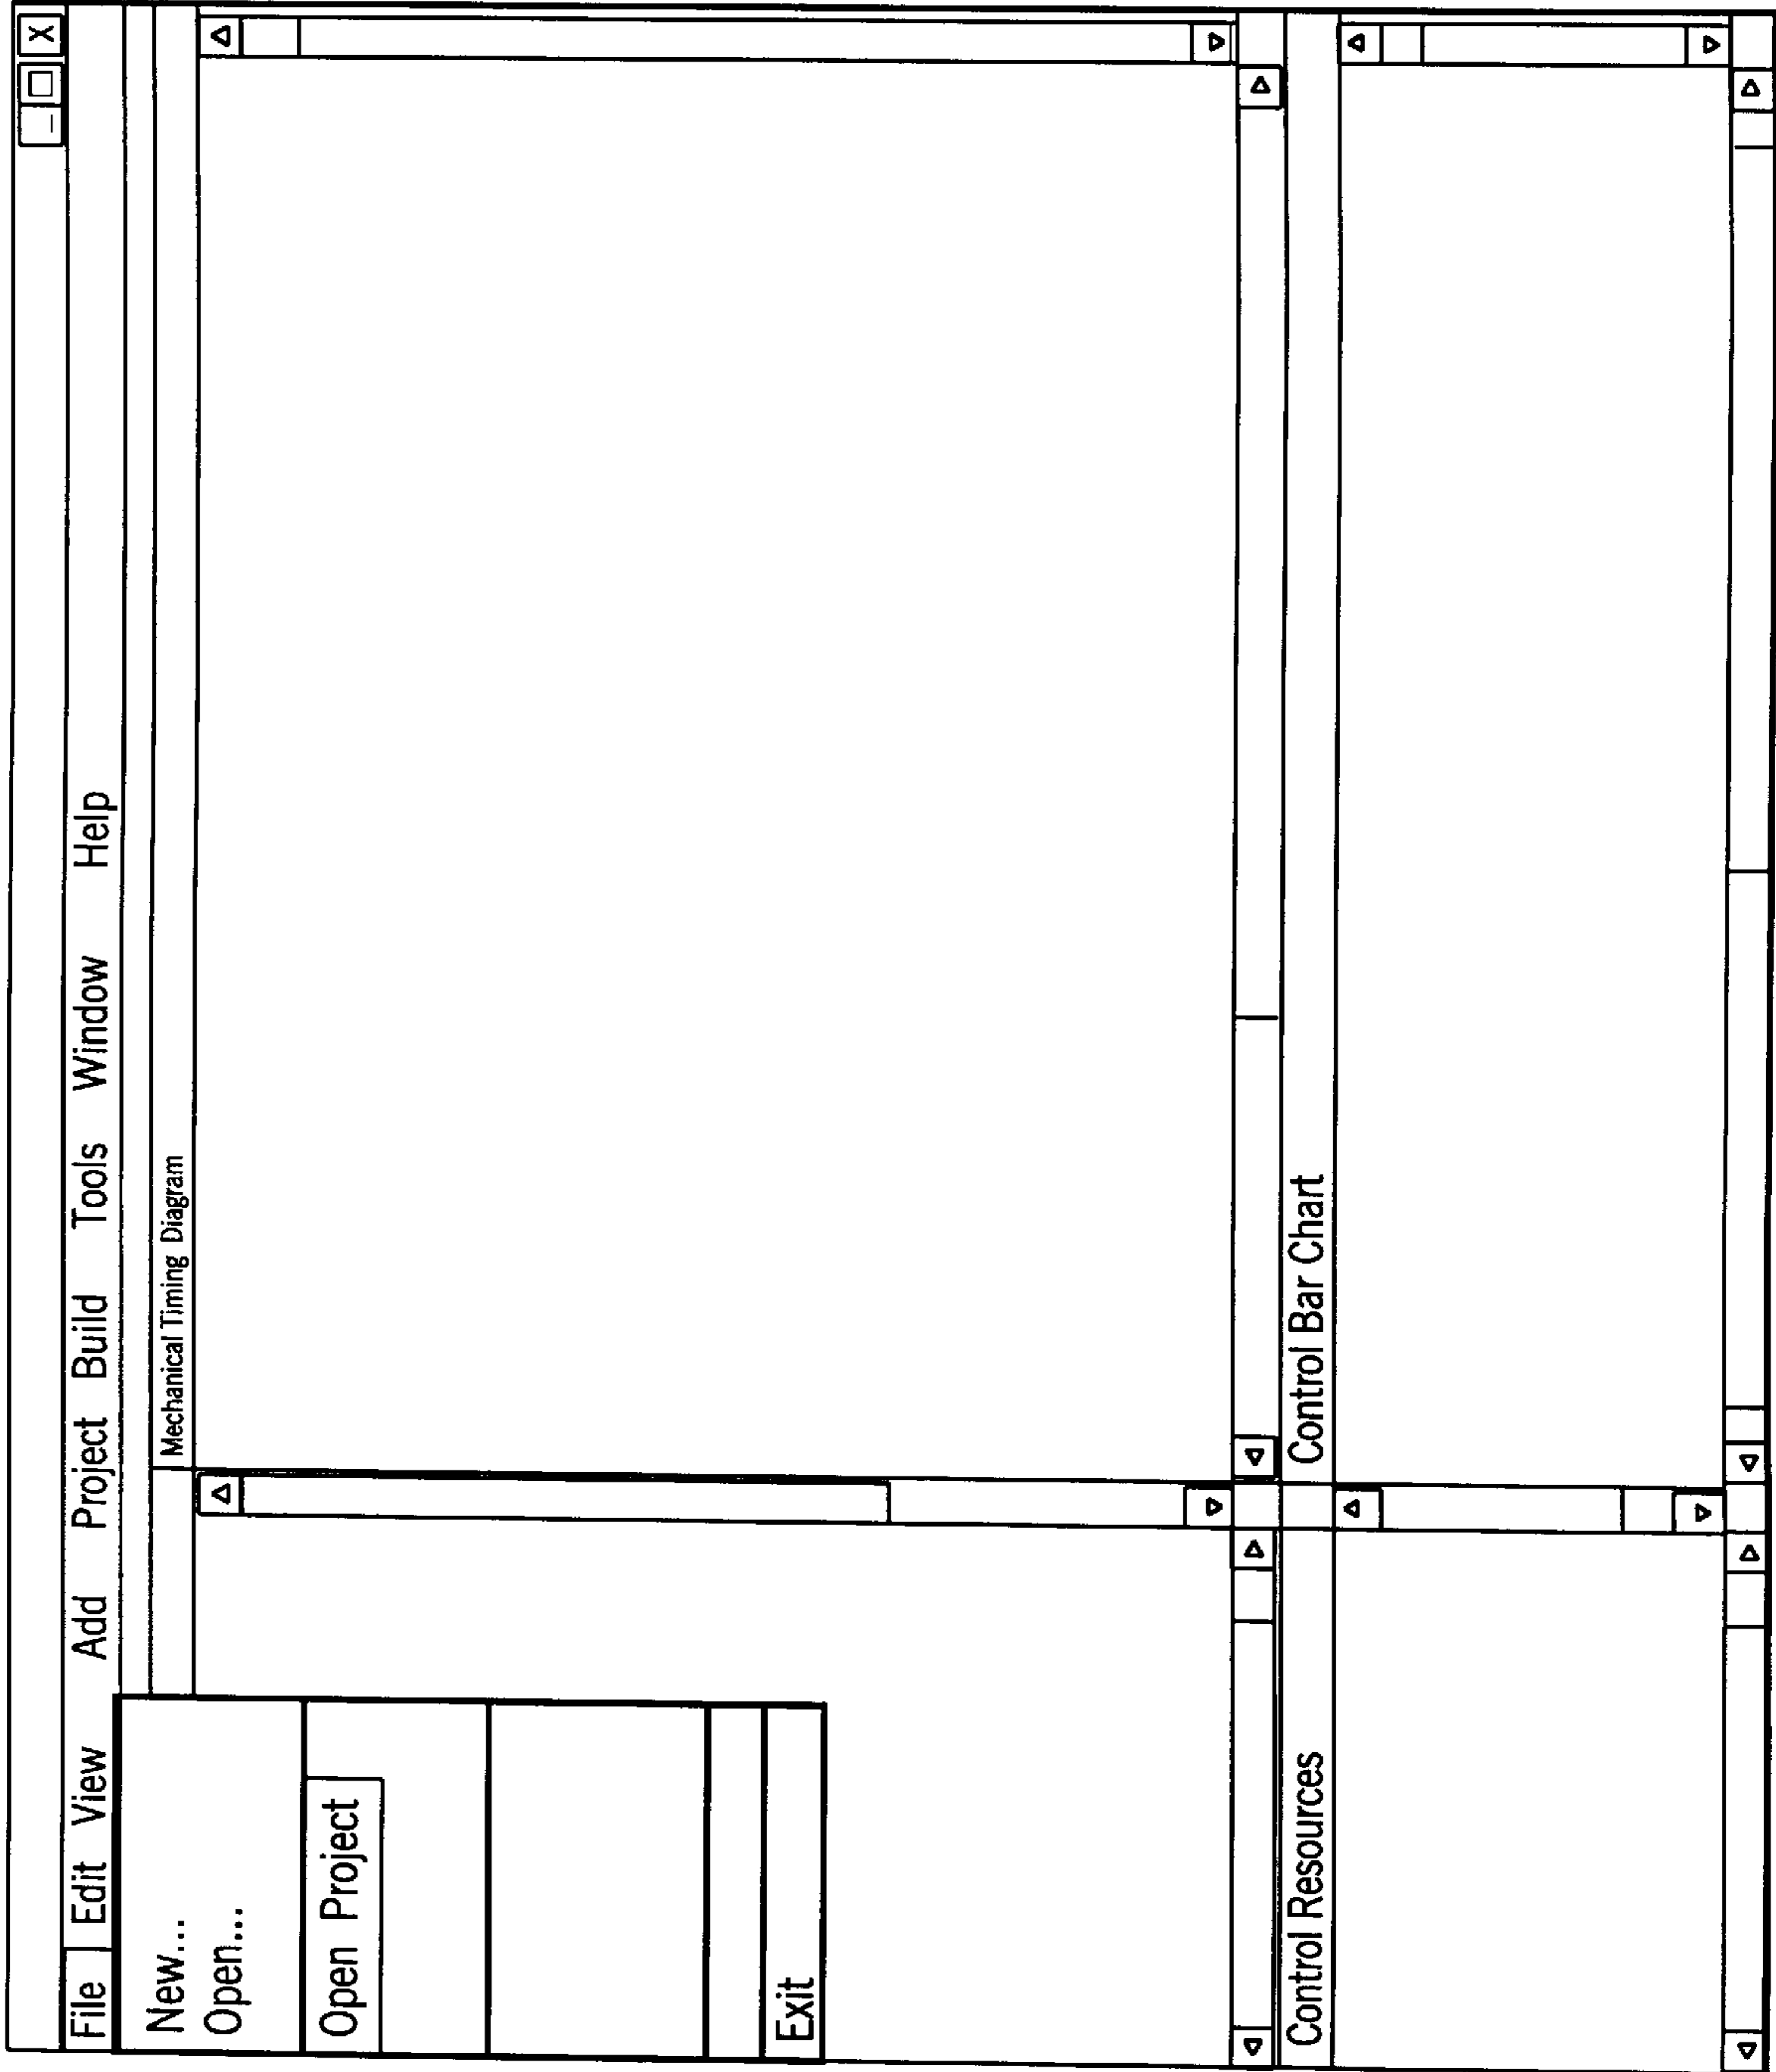 File Edit View Add Project Build Tools Window Help
New...
Open...
Open Project
Exit
Mechanical Timing Diagram
Control Resources
Control Bar Chart